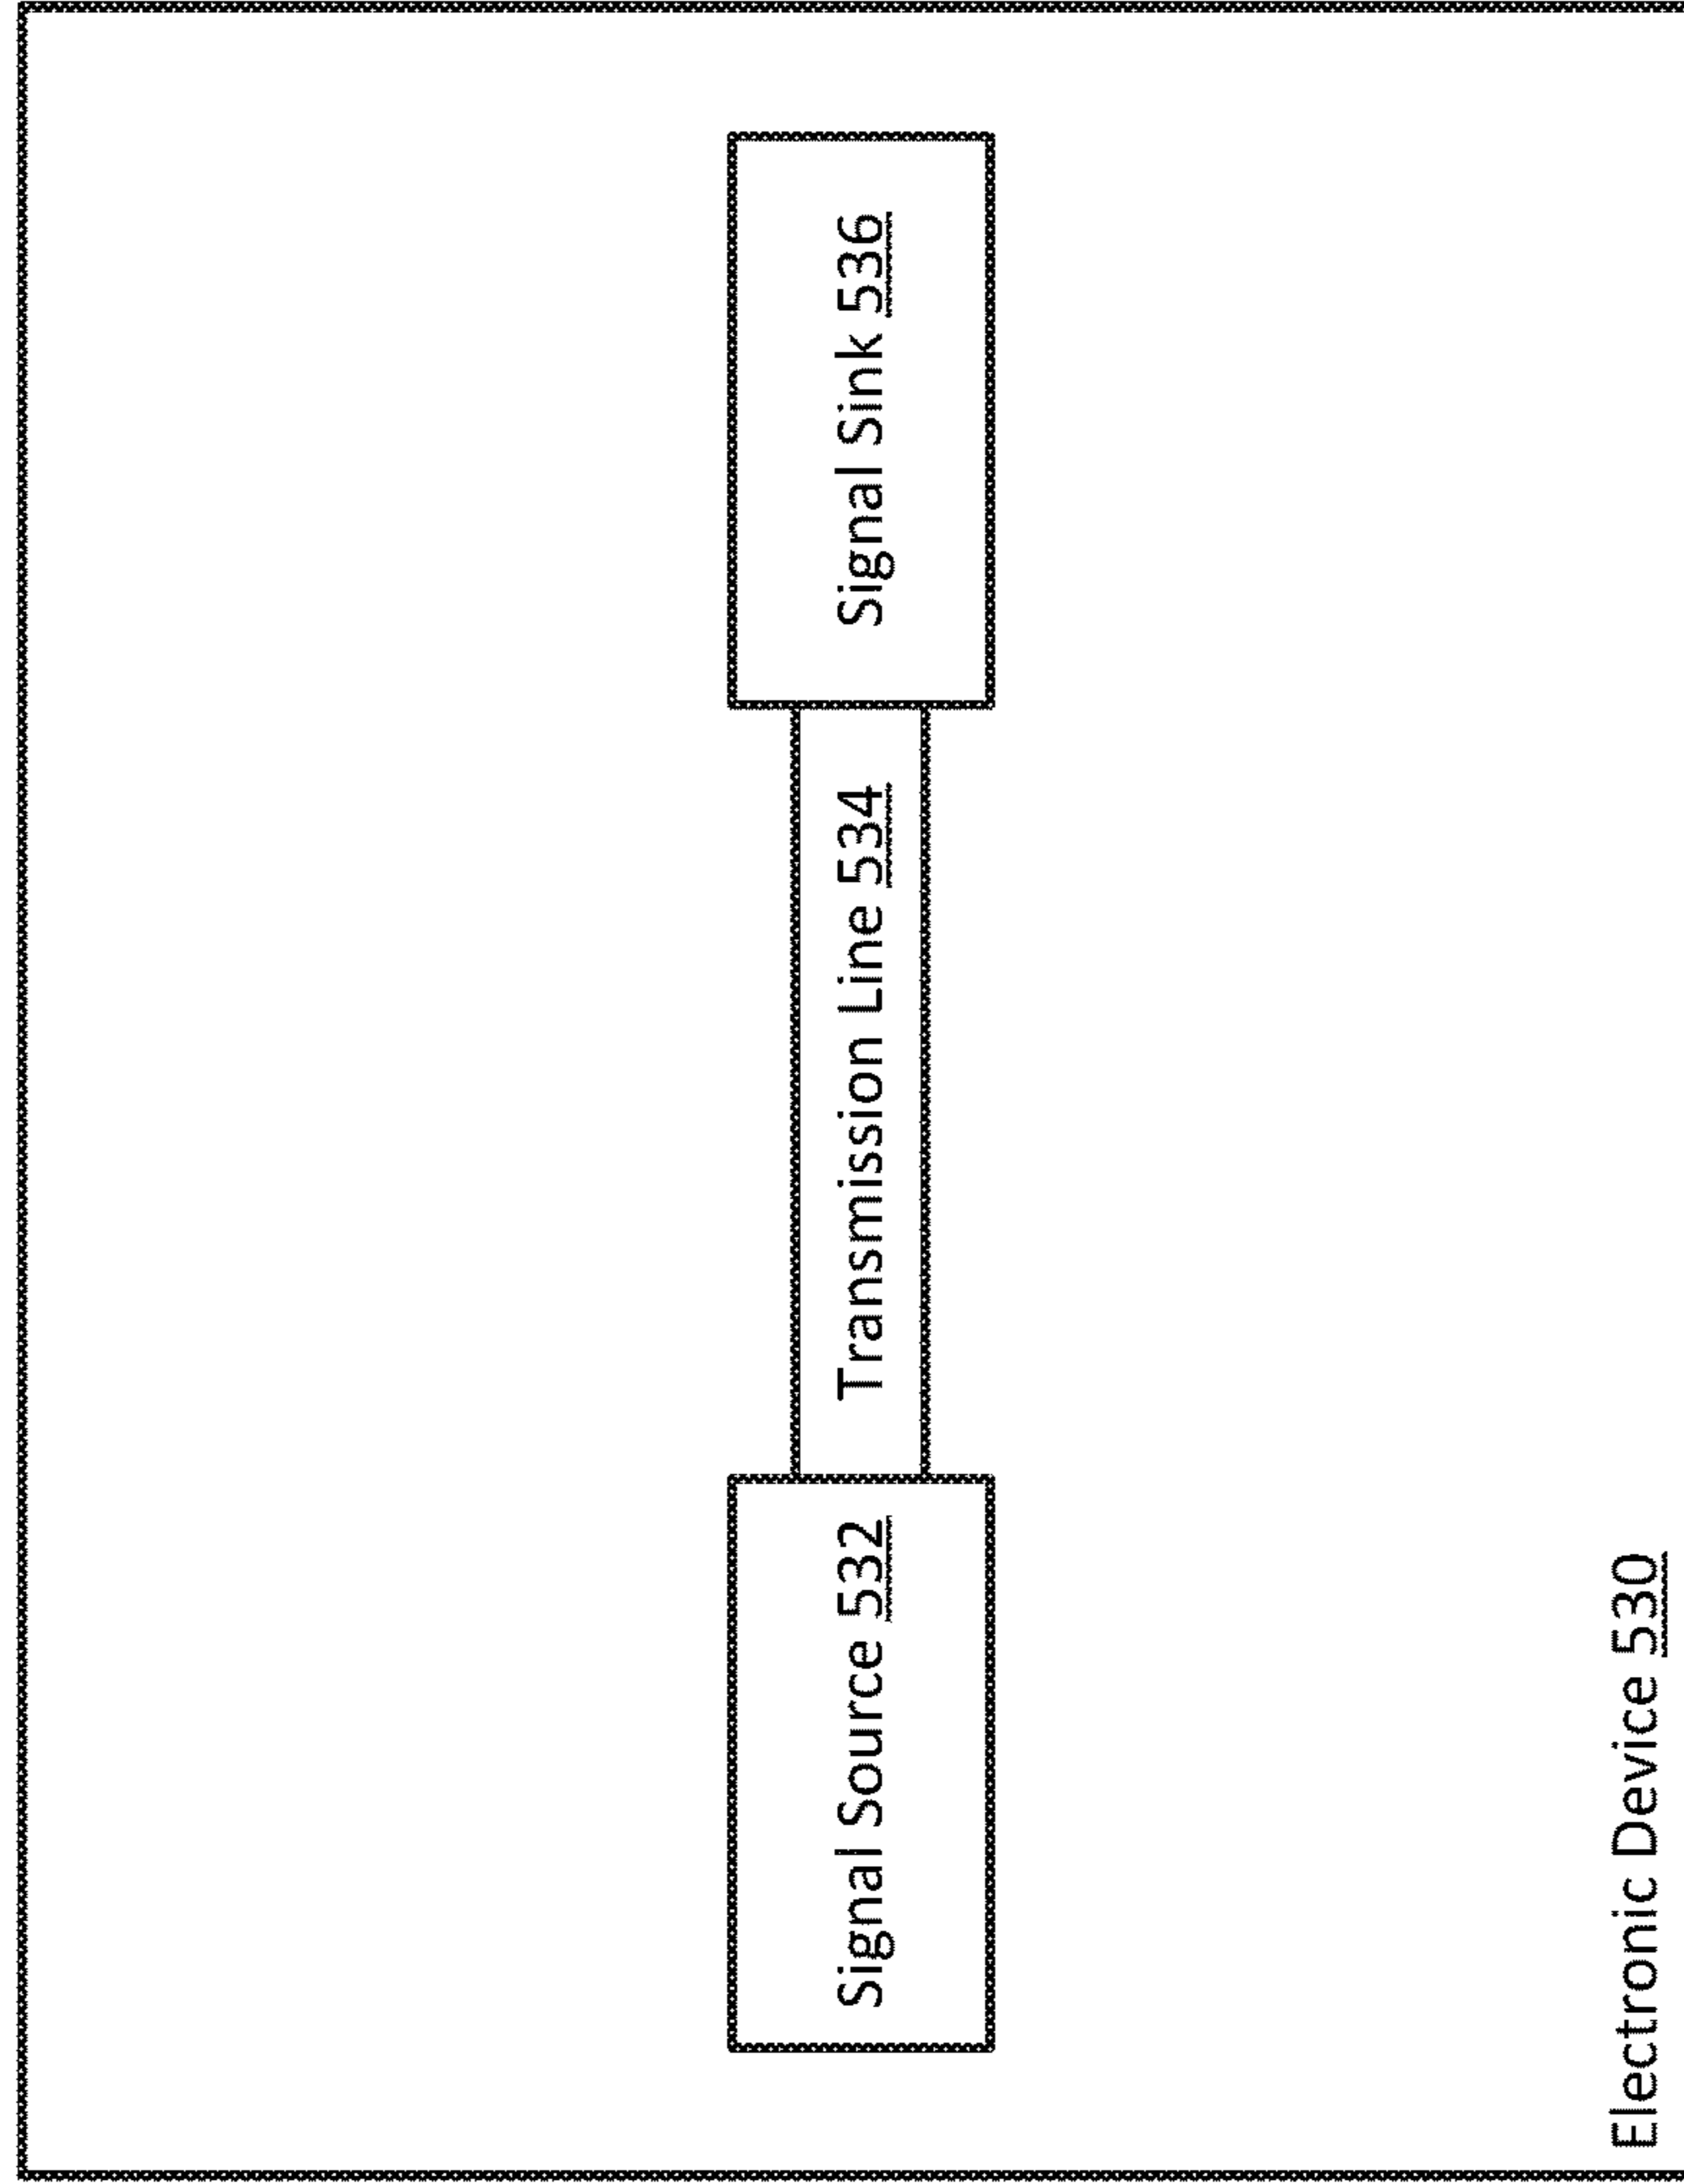 Signal Source 532
Transmission Line 534
Signal Sink 536
Electronic Device 530